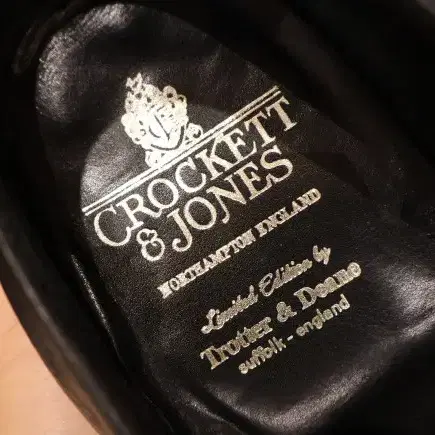 CROCKETT
& JONES
NORTHAMPTON ENGLAND
Limited Edition by
Trotter & Deane
suffolk - england